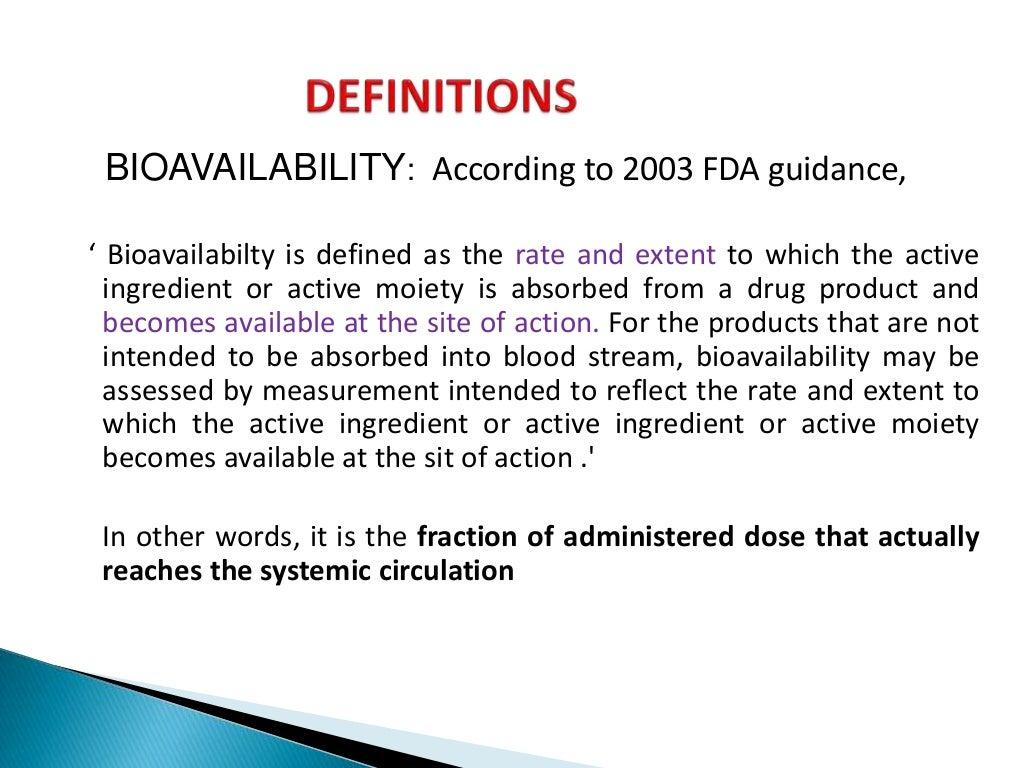 DEFINITIONS
BIOAVAILABILITY: According to 2003 FDA guidance,
‘ Bioavailabilty is defined as the rate and extent to which the active
ingredient or active moiety is absorbed from a drug product and
becomes available at the site of action. For the products that are not
intended to be absorbed into blood stream, bioavailability may be
assessed by measurement intended to reflect the rate and extent to
which the active ingredient or active ingredient or active moiety
becomes available at the sit of action .'
In other words, it is the fraction of administered dose that actually
reaches the systemic circulation